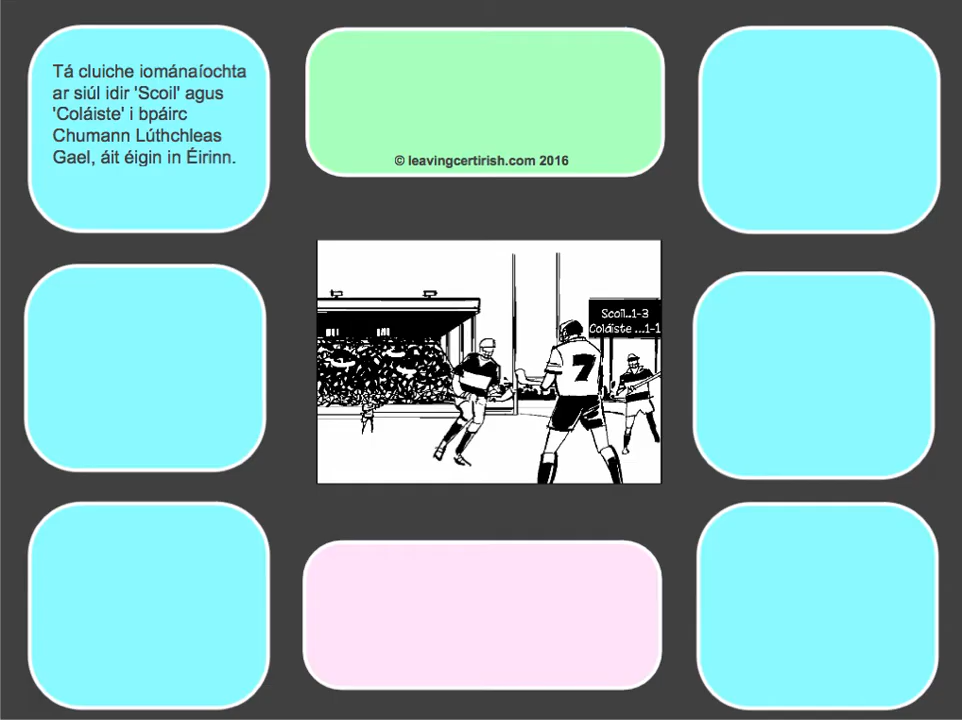 Tá cluiche iománaíochta
ar siúl idir 'Scoil' agus
'Coláiste' i bpáirc
Chumann Lúthchleas
Gael, áit éigin in Éirinn.
© leavingcertirish.com 2016
Scoil..1-3
Coláiste ...1-1
7